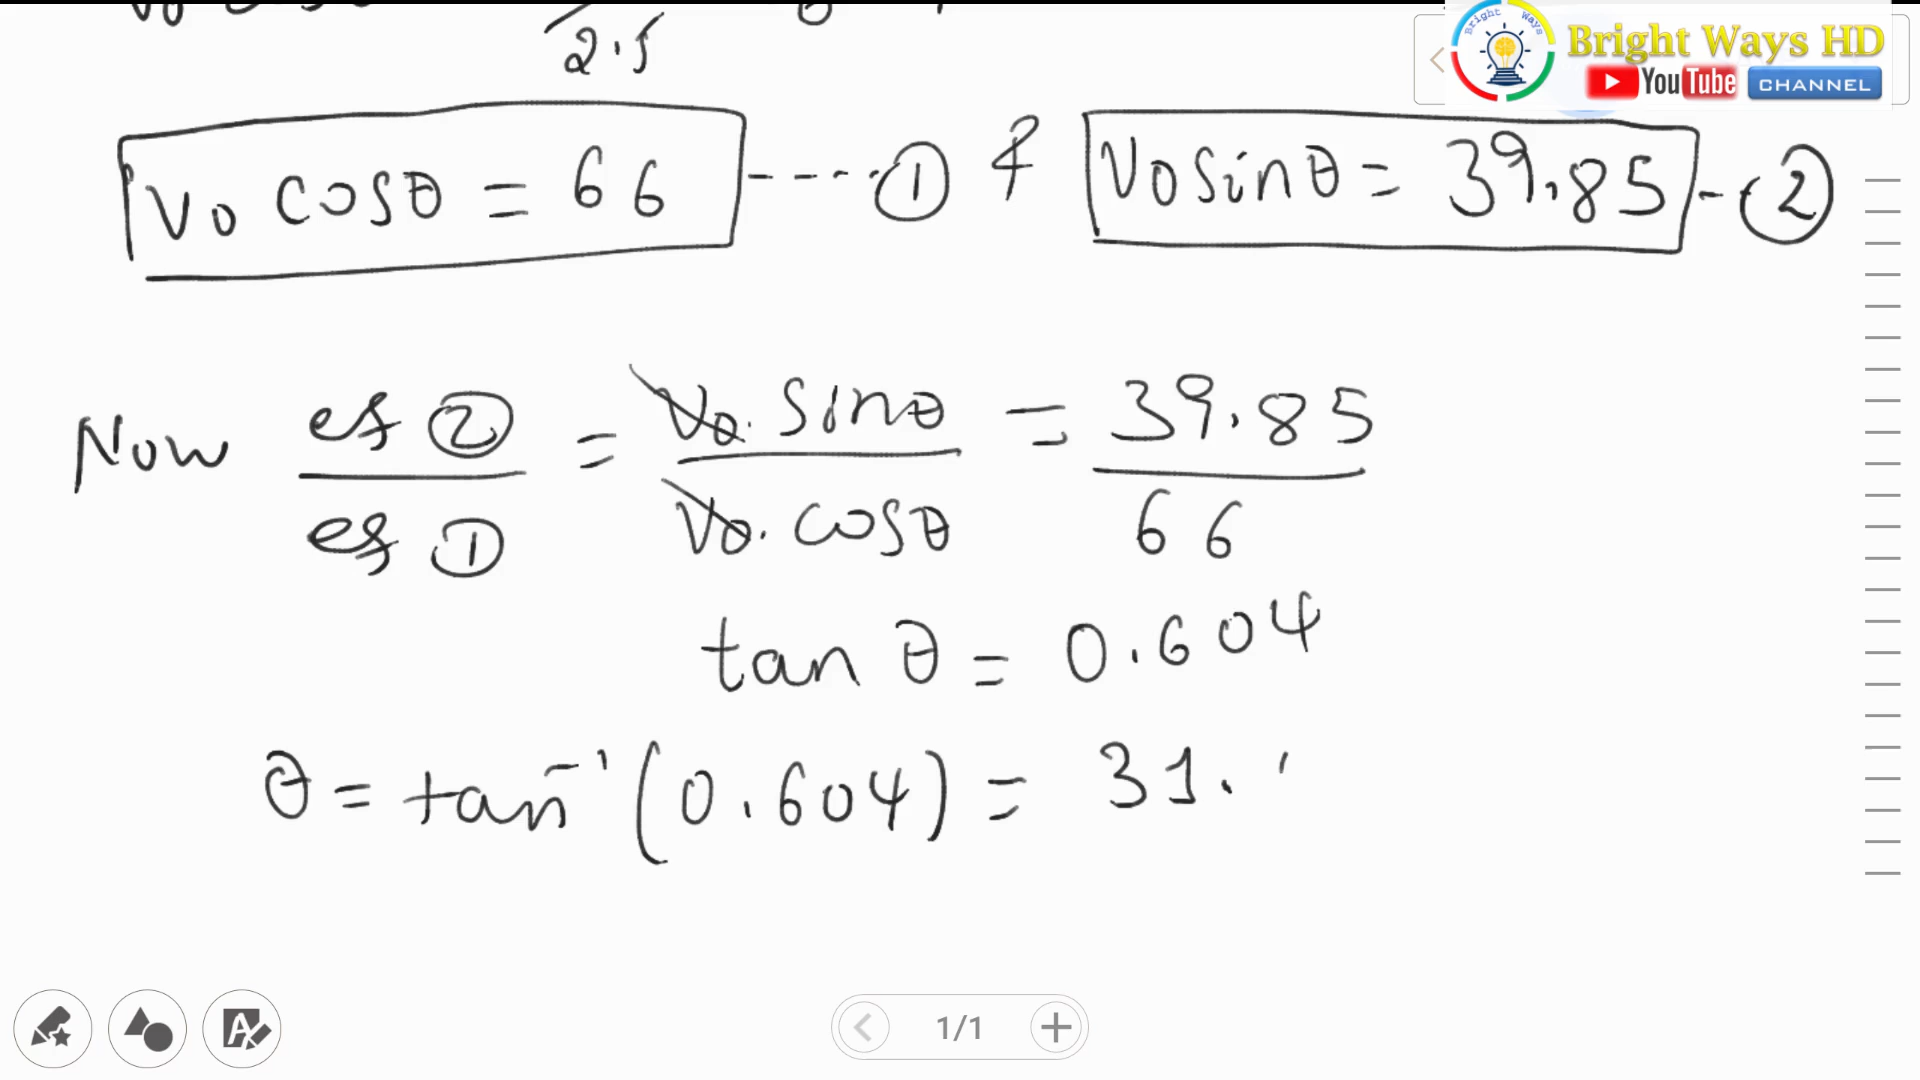 2.5
Bright Ways
Bright Ways HD
YouTube CHANNEL
V0 cosθ = 66 ----① & V0 sinθ = 39.85 --②
Now eq ② / eq ① = V0. sinθ / V0. cosθ = 39.85 / 66
tan θ = 0.604
θ = tan⁻¹(0.604) = 31.
1/1